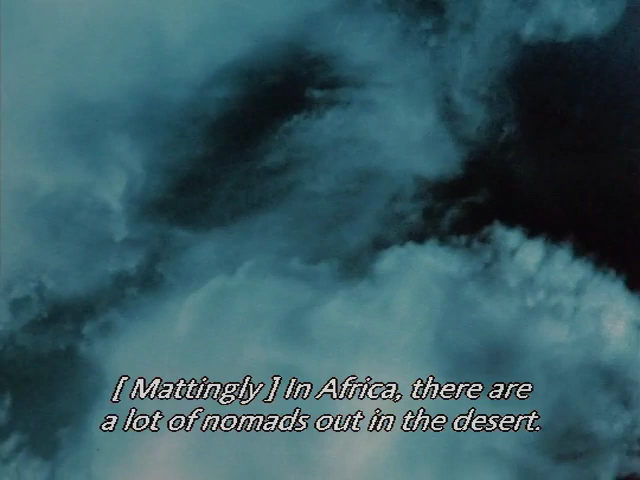 [ Mattingly ] In Africa, there are
a lot of nomads out in the desert.